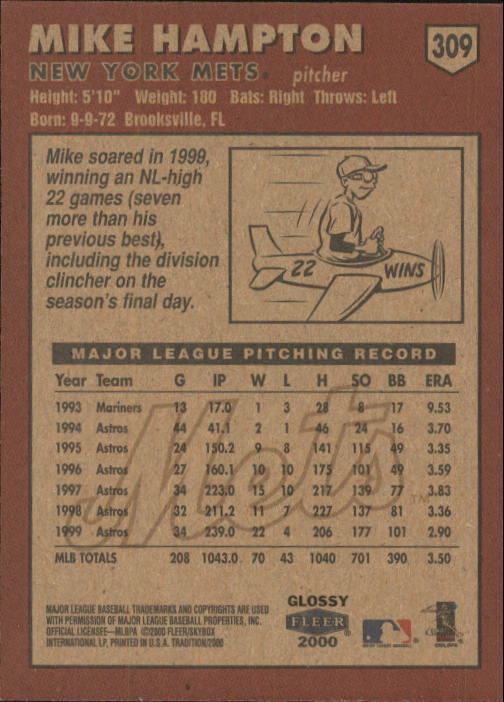 MIKE HAMPTON
309
NEW YORK METS pitcher
Height: 5'10" Weight: 180 Bats: Right Throws: Left
Born: 9-9-72 Brooksville, FL
Mike soared in 1999,
winning an NL-high
22 games (seven
more than his
previous best),
including the division
clincher on the
season's final day.
22 WINS
MAJOR LEAGUE PITCHING RECORD
Year Team G IP W L H SO BB ERA
1993 Mariners 13 17.0 1 3 28 8 17 9.53
1994 Astros 44 41.1 2 1 46 24 16 3.70
1995 Astros 24 150.2 9 8 141 115 49 3.35
1996 Astros 27 160.1 10 10 175 101 49 3.59
1997 Astros 34 223.0 15 10 217 139 77 3.83
1998 Astros 32 211.2 11 7 227 137 81 3.36
1999 Astros 34 239.0 22 4 206 177 101 2.90
MLB TOTALS 208 1043.0 70 43 1040 701 390 3.50
Mets TM
MAJOR LEAGUE BASEBALL TRADEMARKS AND COPYRIGHTS ARE USED
WITH PERMISSION OF MAJOR LEAGUE BASEBALL PROPERTIES, INC.
OFFICIAL LICENSEE—MLBPA ©2000 FLEER/SKYBOX
INTERNATIONAL LP, PRINTED IN U.S.A. TRADITION/2000
GLOSSY
FLEER
2000